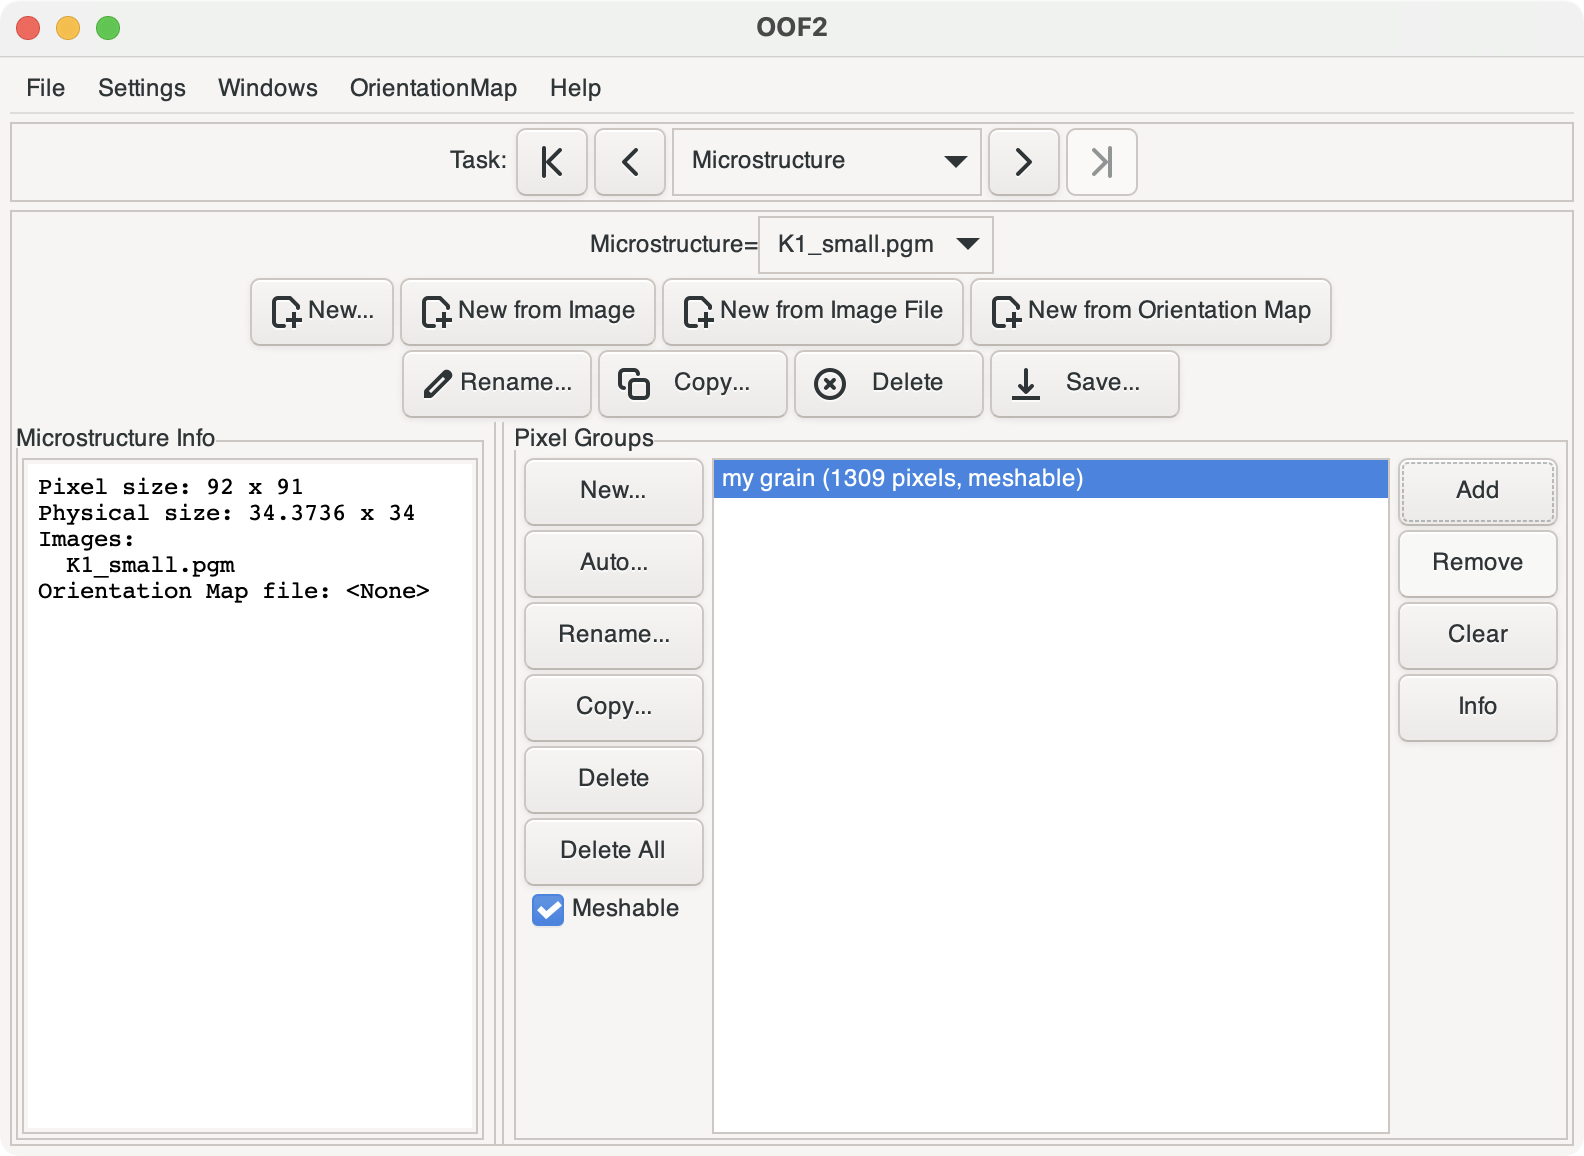 OOF2
File Settings Windows OrientationMap Help
Task: Microstructure
Microstructure= K1_small.pgm
New... New from Image New from Image File New from Orientation Map
Rename... Copy... Delete Save...
Microstructure Info
Pixel size: 92 x 91
Physical size: 34.3736 x 34
Images:
K1_small.pgm
Orientation Map file: <None>
Pixel Groups
New...
Auto...
Rename...
Copy...
Delete
Delete All
Meshable
my grain (1309 pixels, meshable)
Add
Remove
Clear
Info